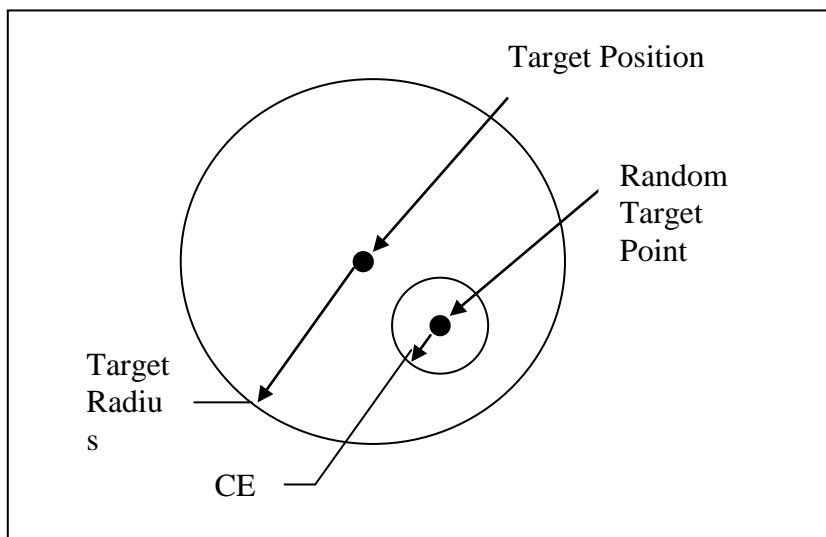 Target Position
Random
Target
Point
Target
Radiu
s
CE